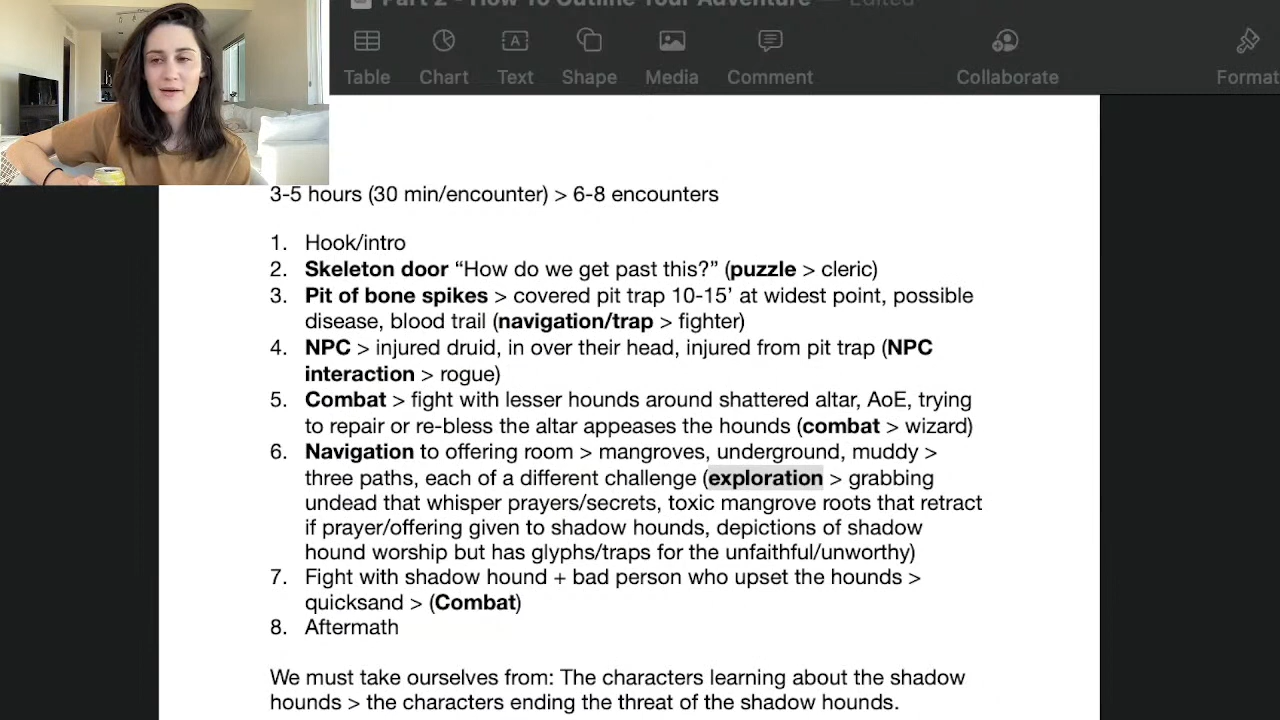 Part 2 - How To Outline Your Adventure — Edited
Table Chart Text Shape Media Comment Collaborate Format
3-5 hours (30 min/encounter) > 6-8 encounters
1. Hook/intro
2. Skeleton door “How do we get past this?” (puzzle > cleric)
3. Pit of bone spikes > covered pit trap 10-15’ at widest point, possible
disease, blood trail (navigation/trap > fighter)
4. NPC > injured druid, in over their head, injured from pit trap (NPC
interaction > rogue)
5. Combat > fight with lesser hounds around shattered altar, AoE, trying
to repair or re-bless the altar appeases the hounds (combat > wizard)
6. Navigation to offering room > mangroves, underground, muddy >
three paths, each of a different challenge (exploration > grabbing
undead that whisper prayers/secrets, toxic mangrove roots that retract
if prayer/offering given to shadow hounds, depictions of shadow
hound worship but has glyphs/traps for the unfaithful/unworthy)
7. Fight with shadow hound + bad person who upset the hounds >
quicksand > (Combat)
8. Aftermath
We must take ourselves from: The characters learning about the shadow
hounds > the characters ending the threat of the shadow hounds.